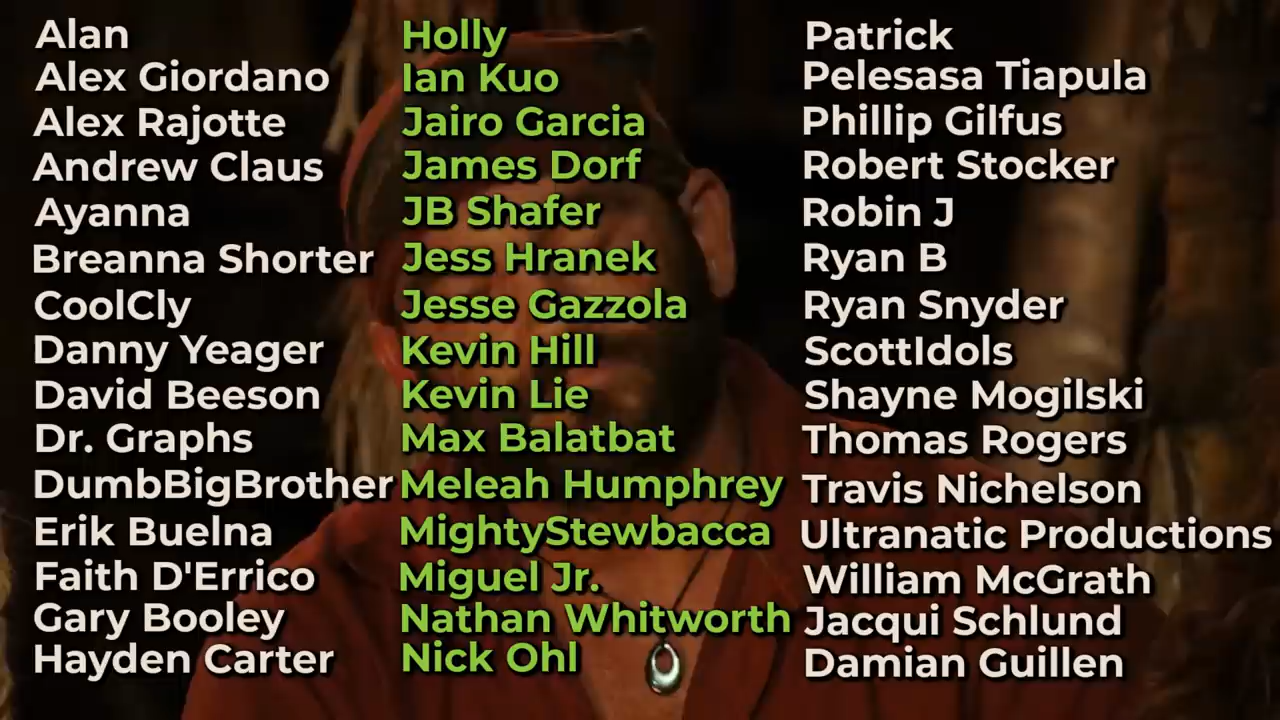 Alan
Alex Giordano
Alex Rajotte
Andrew Claus
Ayanna
Breanna Shorter
CoolCly
Danny Yeager
David Beeson
Dr. Graphs
DumbBigBrother
Erik Buelna
Faith D'Errico
Gary Booley
Hayden Carter
Holly
Ian Kuo
Jairo Garcia
James Dorf
JB Shafer
Jess Hranek
Jesse Gazzola
Kevin Hill
Kevin Lie
Max Balatbat
Meleah Humphrey
MightyStewbacca
Miguel Jr.
Nathan Whitworth
Nick Ohl
Patrick
Pelesasa Tiapula
Phillip Gilfus
Robert Stocker
Robin J
Ryan B
Ryan Snyder
ScottIdols
Shayne Mogilski
Thomas Rogers
Travis Nichelson
Ultranatic Productions
William McGrath
Jacqui Schlund
Damian Guillen